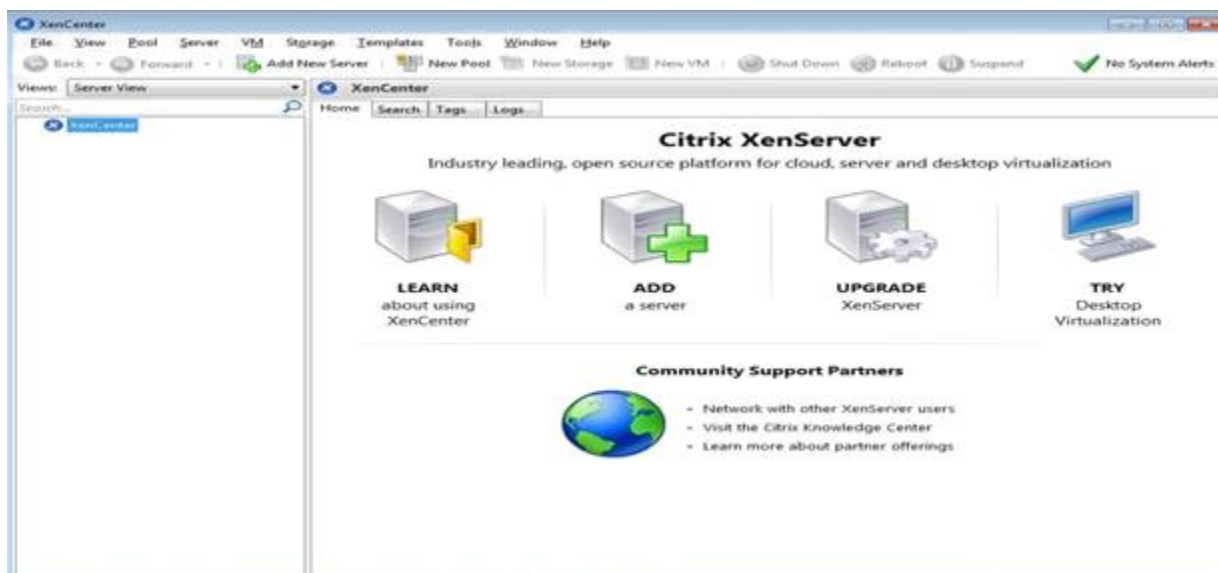 XenCenter
File View Pool Server VM Storage Templates Tools Window Help
Back Forward Add New Server New Pool New Storage New VM Shut Down Reboot Suspend No System Alerts
Views: Server View
XenCenter
Search...
Home Search Tags Logs
XenCenter
Citrix XenServer
Industry leading, open source platform for cloud, server and desktop virtualization
LEARN
about using
XenCenter
ADD
a server
UPGRADE
XenServer
TRY
Desktop
Virtualization
Community Support Partners
- Network with other XenServer users
- Visit the Citrix Knowledge Center
- Learn more about partner offerings